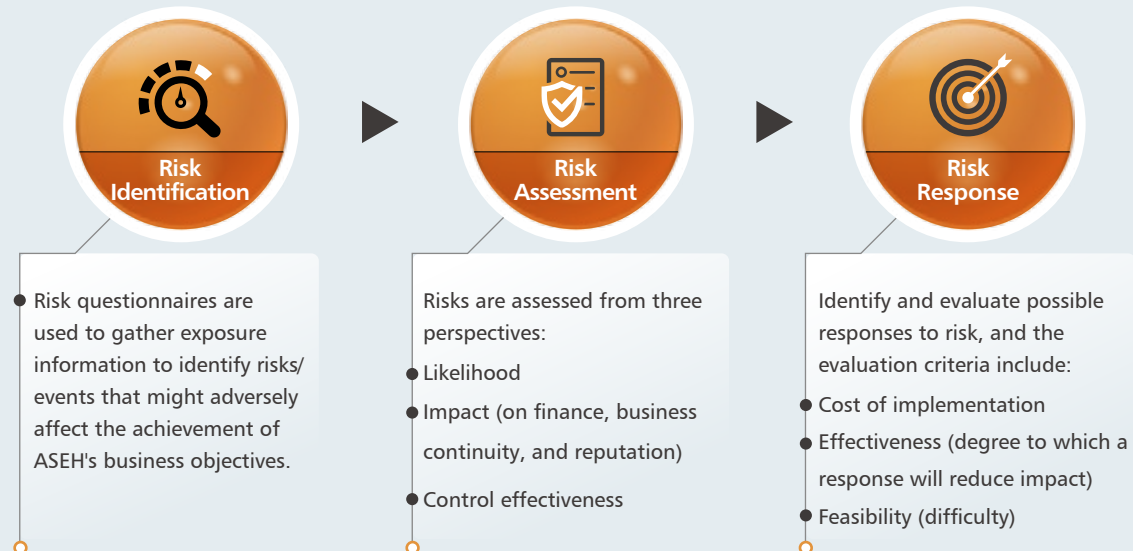 Risk
Identification
Risk questionnaires are
used to gather exposure
information to identify risks/
events that might adversely
affect the achievement of
ASEH's business objectives.
Risk
Assessment
Risks are assessed from three
perspectives:
Likelihood
Impact (on finance, business
continuity, and reputation)
Control effectiveness
Risk
Response
Identify and evaluate possible
responses to risk, and the
evaluation criteria include:
Cost of implementation
Effectiveness (degree to which a
response will reduce impact)
Feasibility (difficulty)